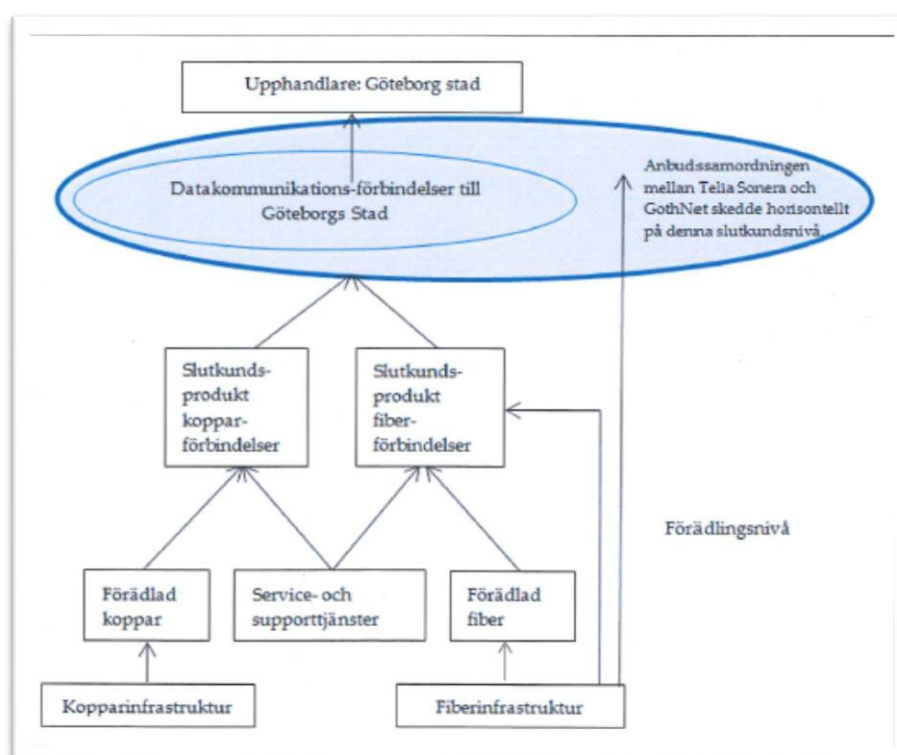 Upphandlare: Göteborg stad
Datakommunikations-förbindelser till
Göteborgs Stad
Anbudssamordningen
mellan Telia Sonera och
GothNet skedde horisontellt
på denna slutkundsnivå
Slutkunds-
produkt
koppar-
förbindelser
Slutkunds-
produkt
fiber-
förbindelser
Förädlingsnivå
Förädlad
koppar
Service- och
supporttjänster
Förädlad
fiber
Kopparinfrastruktur
Fiberinfrastruktur